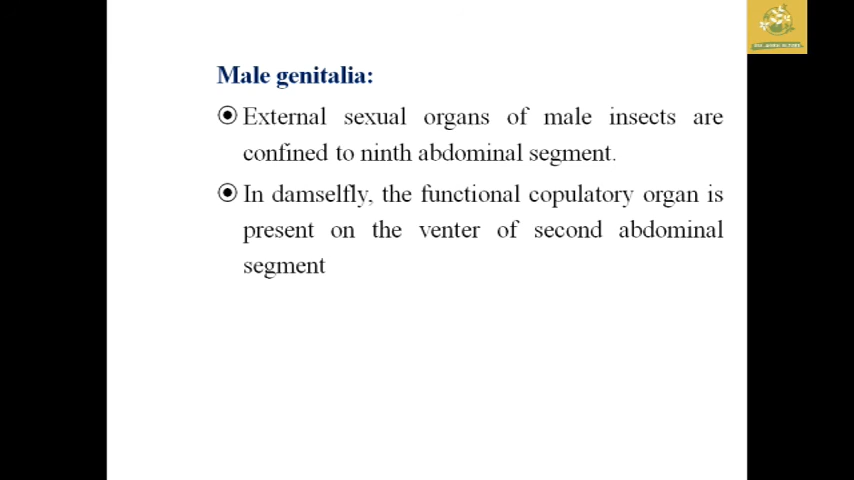 Male genitalia:
External sexual organs of male insects are
confined to ninth abdominal segment.
In damselfly, the functional copulatory organ is
present on the venter of second abdominal
segment